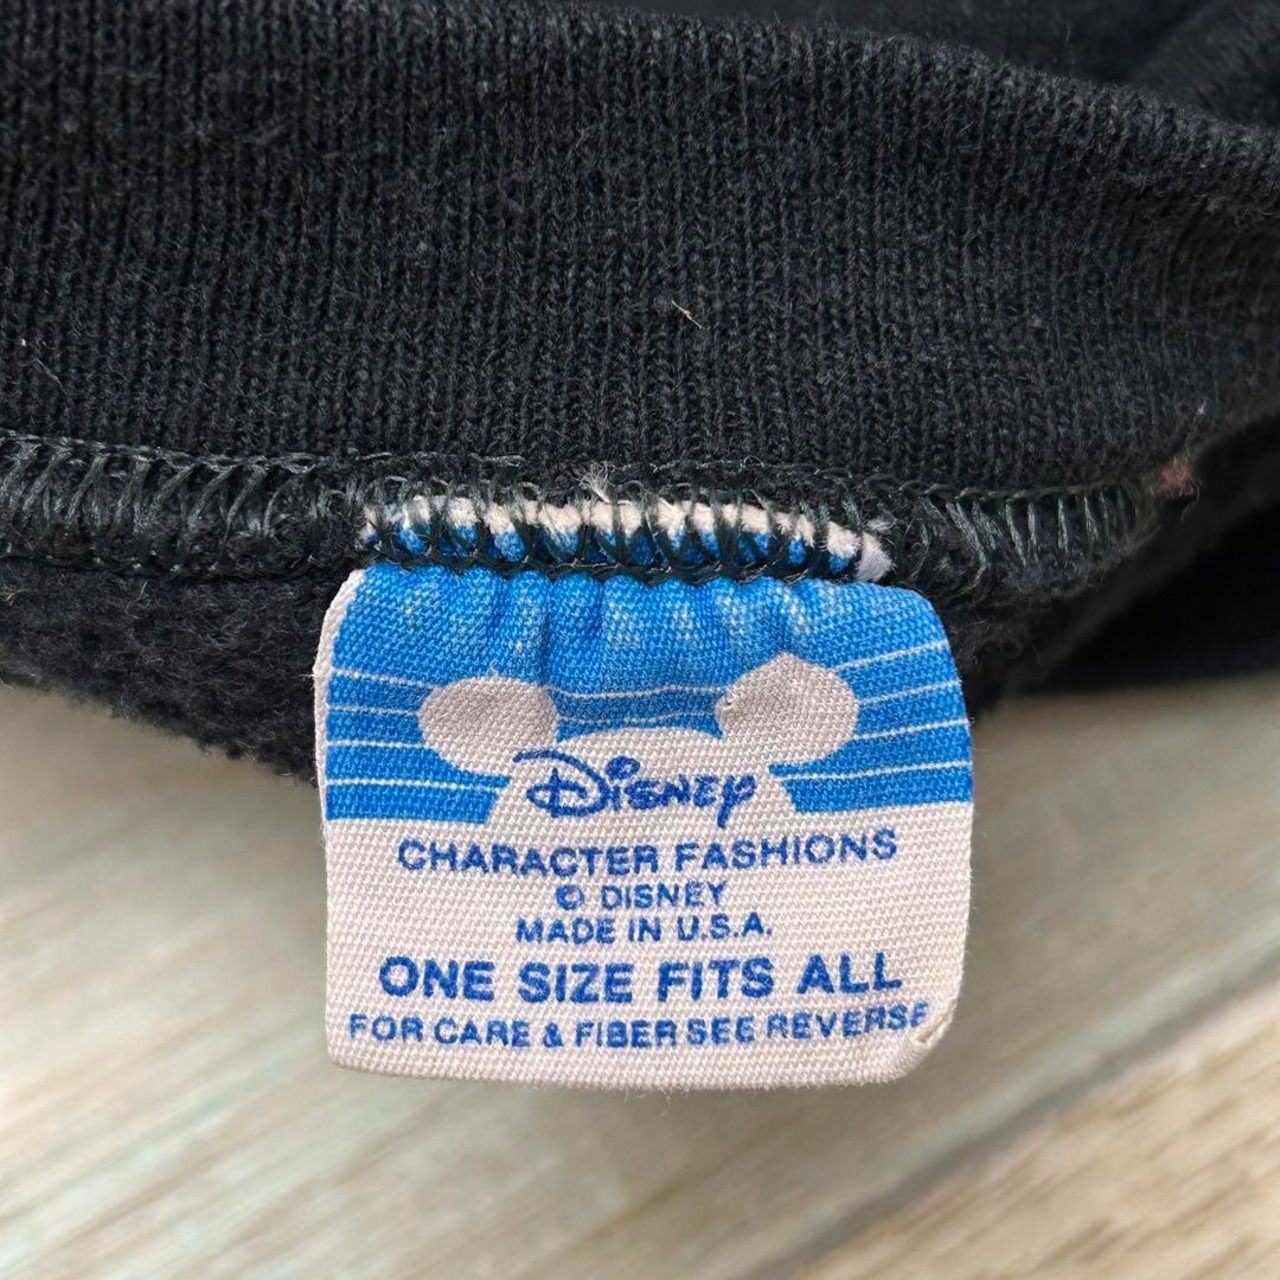 Disney
CHARACTER FASHIONS
© DISNEY
MADE IN U.S.A.
ONE SIZE FITS ALL
FOR CARE & FIBER SEE REVERSE